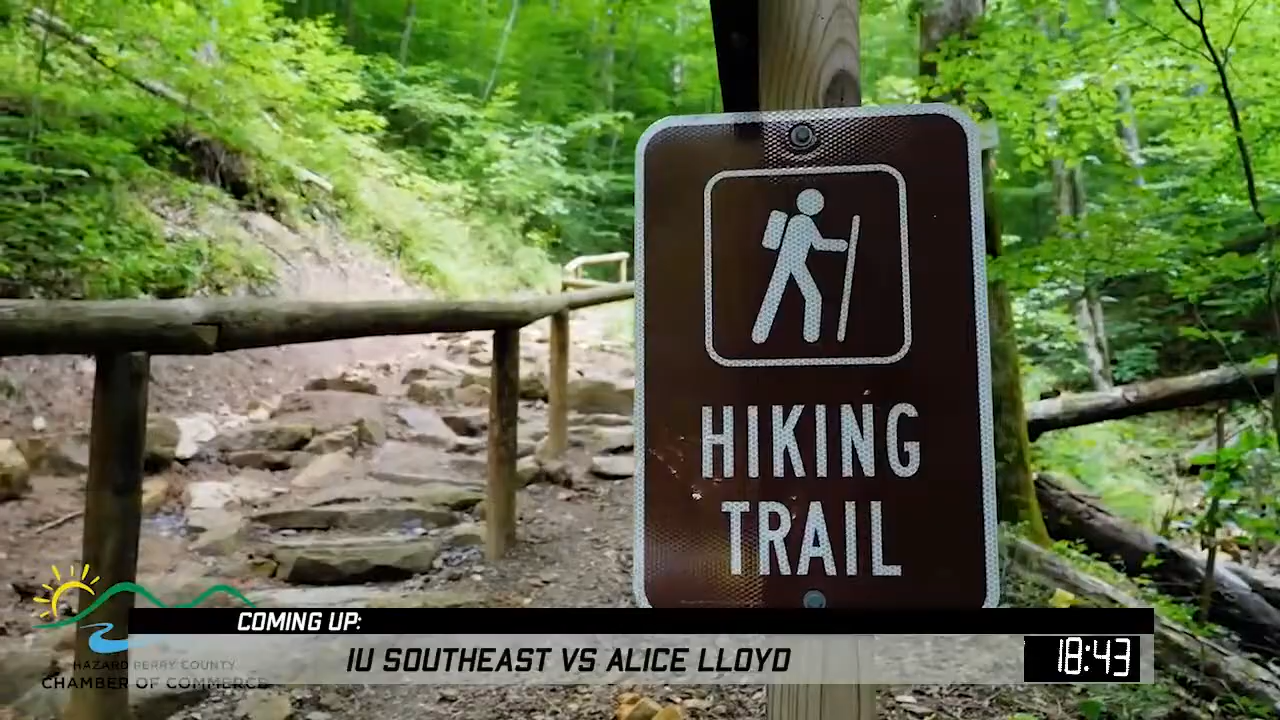 HIKING
TRAIL
COMING UP:
IU SOUTHEAST VS ALICE LLOYD
18:43
HAZARD PERRY COUNTY
CHAMBER OF COMMERCE